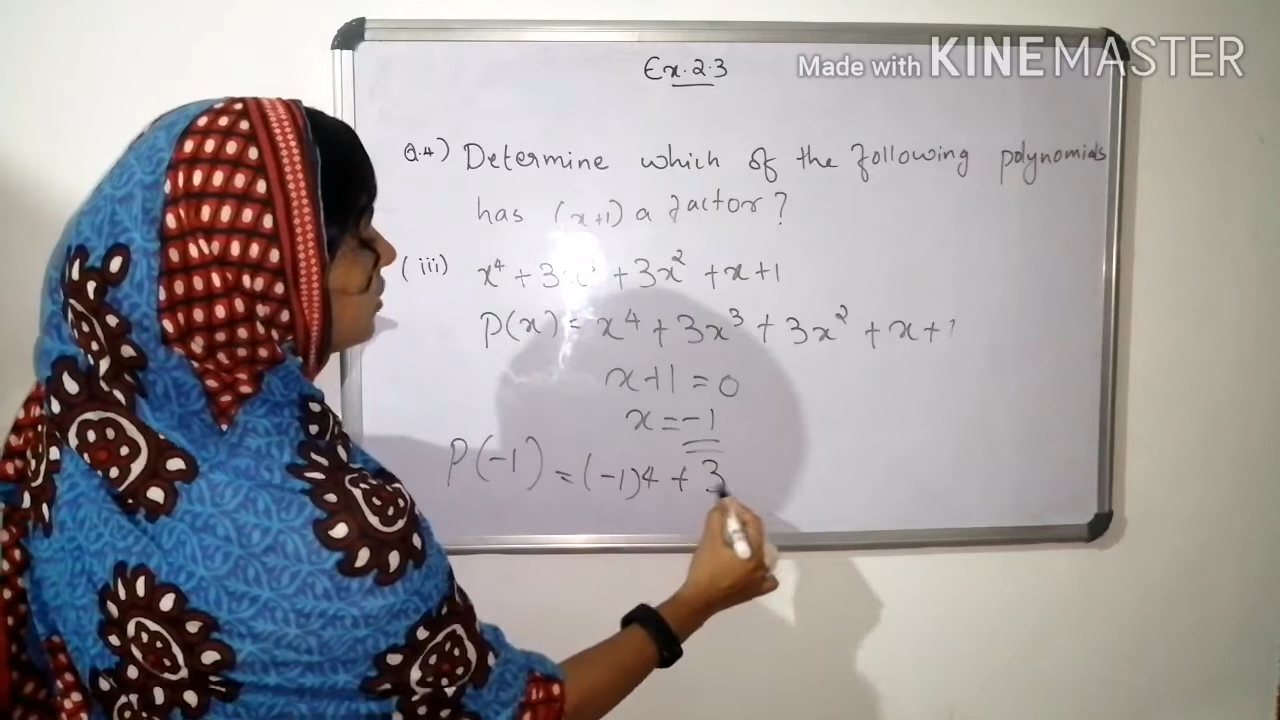 Made with KINEMASTER
Ex. 2.3
Q.4) Determine which of the following polynomials
has (x+1) a factor?
(iii) x⁴ + 3x³ + 3x² + x + 1
P(x) = x⁴ + 3x³ + 3x² + x + 1
x+1 = 0
x = -1
P(-1) = (-1)⁴ + 3